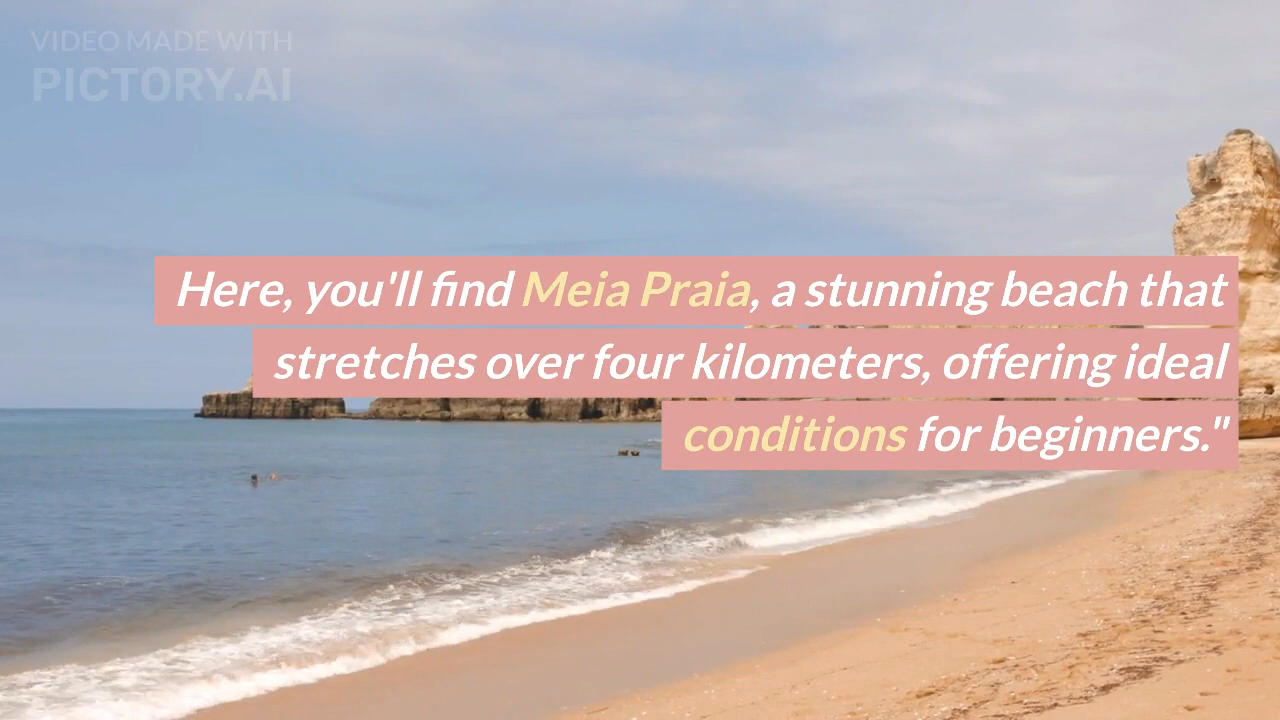 VIDEO MADE WITH
PICTORY.AI
Here, you'll find Meia Praia, a stunning beach that
stretches over four kilometers, offering ideal
conditions for beginners."